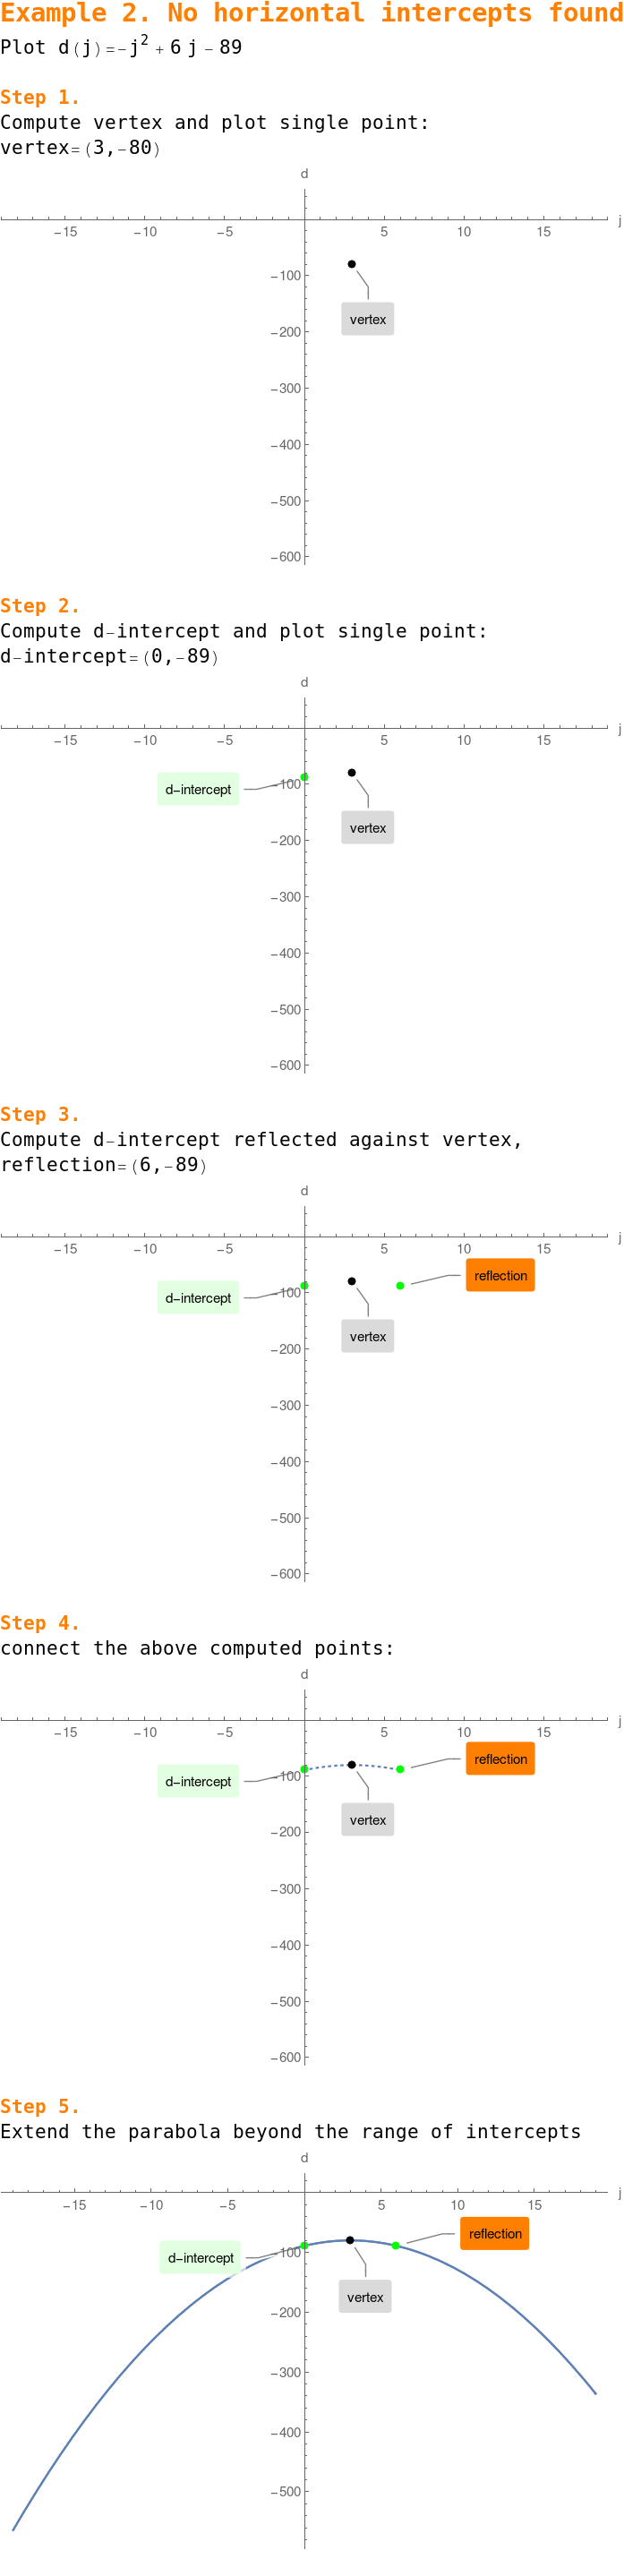 Example 2. No horizontal intercepts found
Plot d(j)=-j² + 6 j - 89
Step 1.
Compute vertex and plot single point:
vertex=(3,-80)
d
j
-15 -10 -5 5 10 15
-100
vertex
-200
-300
-400
-500
-600
Step 2.
Compute d-intercept and plot single point:
d-intercept=(0,-89)
d
j
-15 -10 -5 5 10 15
d-intercept
-100
vertex
-200
-300
-400
-500
-600
Step 3.
Compute d-intercept reflected against vertex,
reflection=(6,-89)
d
j
-15 -10 -5 5 10 15
reflection
d-intercept
-100
vertex
-200
-300
-400
-500
-600
Step 4.
connect the above computed points:
d
j
-15 -10 -5 5 10 15
reflection
d-intercept
-100
vertex
-200
-300
-400
-500
-600
Step 5.
Extend the parabola beyond the range of intercepts
d
j
-15 -10 -5 5 10 15
reflection
d-intercept
-100
vertex
-200
-300
-400
-500